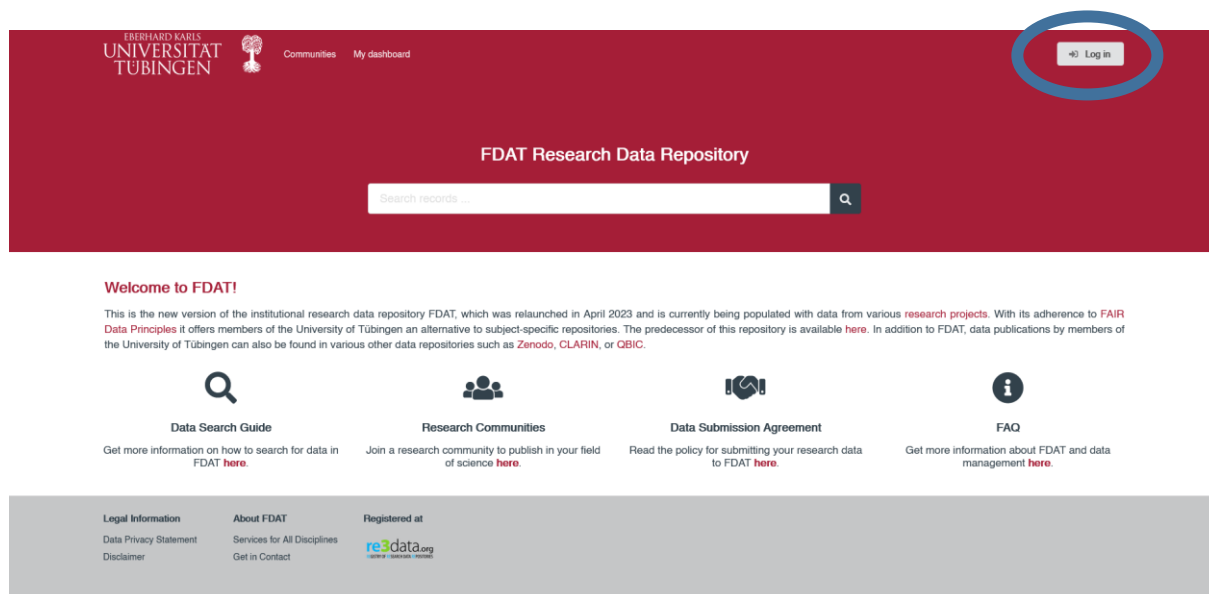 EBERHARD KARLS
UNIVERSITÄT
TÜBINGEN
Communities My dashboard
Log in
FDAT Research Data Repository
Search records ...
Welcome to FDAT!
This is the new version of the institutional research data repository FDAT, which was relaunched in April 2023 and is currently being populated with data from various research projects. With its adherence to FAIR
Data Principles it offers members of the University of Tübingen an alternative to subject-specific repositories. The predecessor of this repository is available here. In addition to FDAT, data publications by members of
the University of Tübingen can also be found in various other data repositories such as Zenodo, CLARIN, or QBIC.
Data Search Guide
Get more information on how to search for data in
FDAT here.
Research Communities
Join a research community to publish in your field
of science here.
Data Submission Agreement
Read the policy for submitting your research data
to FDAT here.
FAQ
Get more information about FDAT and data
management here.
Legal Information
Data Privacy Statement
Disclaimer
About FDAT
Services for All Disciplines
Get in Contact
Registered at
re3data.org